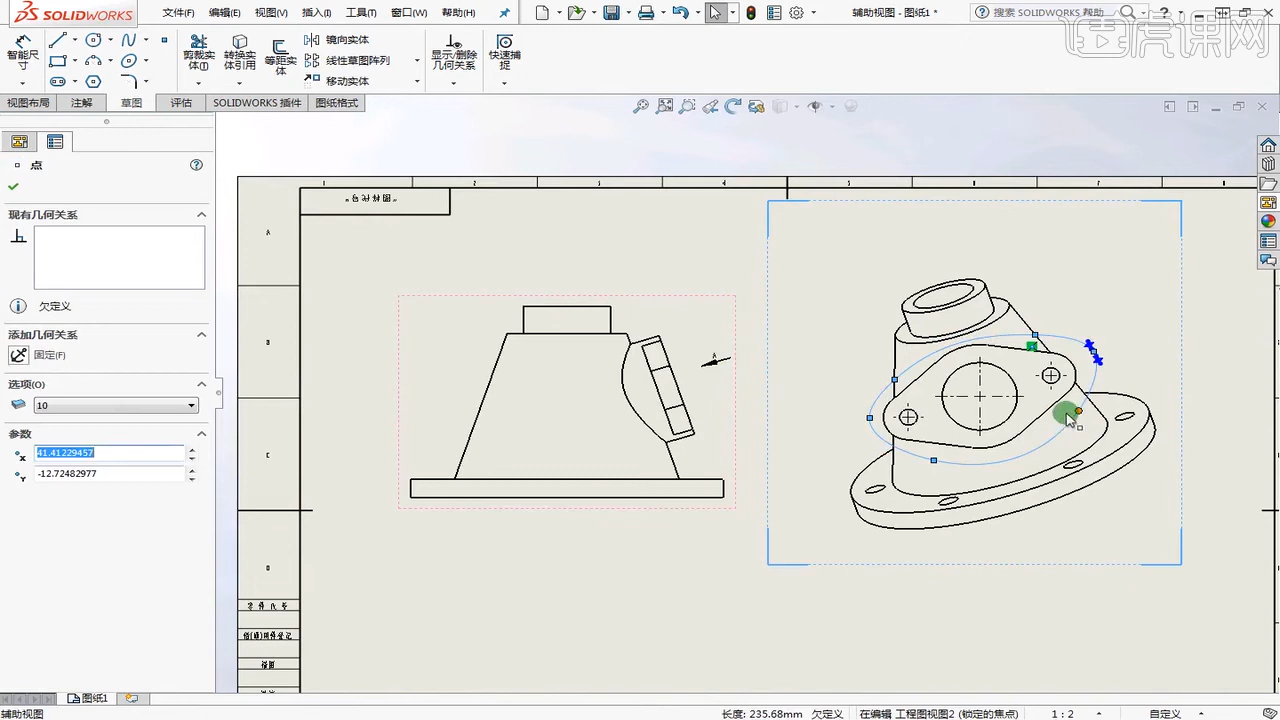 SOLIDWORKS
文件(F)
编辑(E)
视图(V)
插入(I)
工具(T)
窗口(W)
帮助(H)
辅助视图 - 图纸1 *
搜索 SOLIDWORKS 帮助
虎课网
智能尺寸
剪裁实体(T)
转换实体引用
等距实体
镜向实体
线性草图阵列
移动实体
显示/删除几何关系
快速捕捉
视图布局
注解
草图
评估
SOLIDWORKS 插件
图纸格式
点
现有几何关系
欠定义
添加几何关系
固定(F)
选项(O)
10
参数
41.41229457
-12.72482977
A
B
C
D
A
图纸1
辅助视图
长度: 235.68mm
欠定义
在编辑 工程图视图2 (锁定的焦点)
1 : 2
自定义